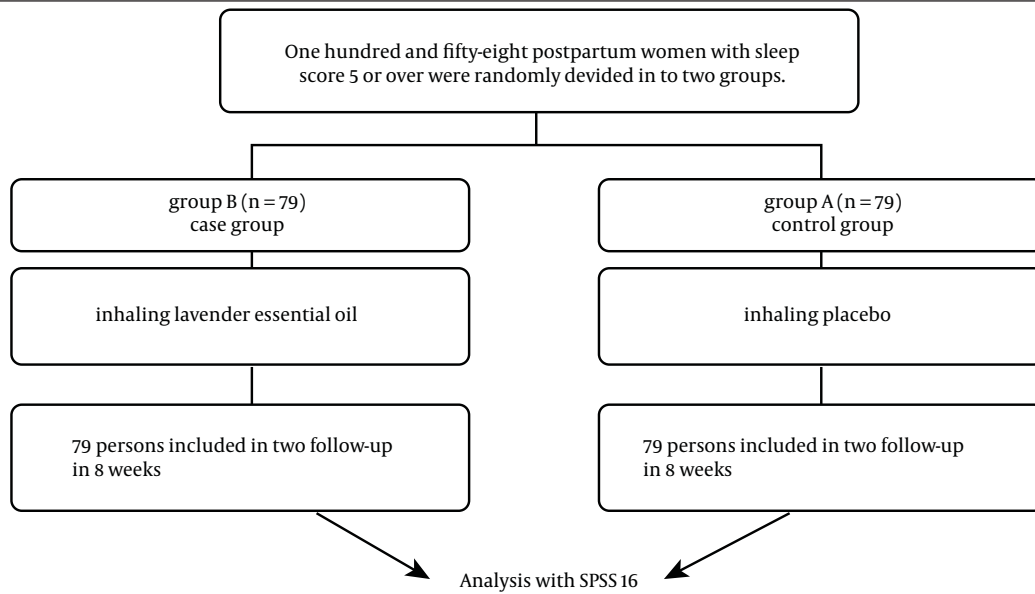 One hundred and fifty-eight postpartum women with sleep
score 5 or over were randomly devided in to two groups.
group B (n = 79)
case group
group A (n = 79)
control group
inhaling lavender essential oil
inhaling placebo
79 persons included in two follow-up
in 8 weeks
79 persons included in two follow-up
in 8 weeks
Analysis with SPSS 16